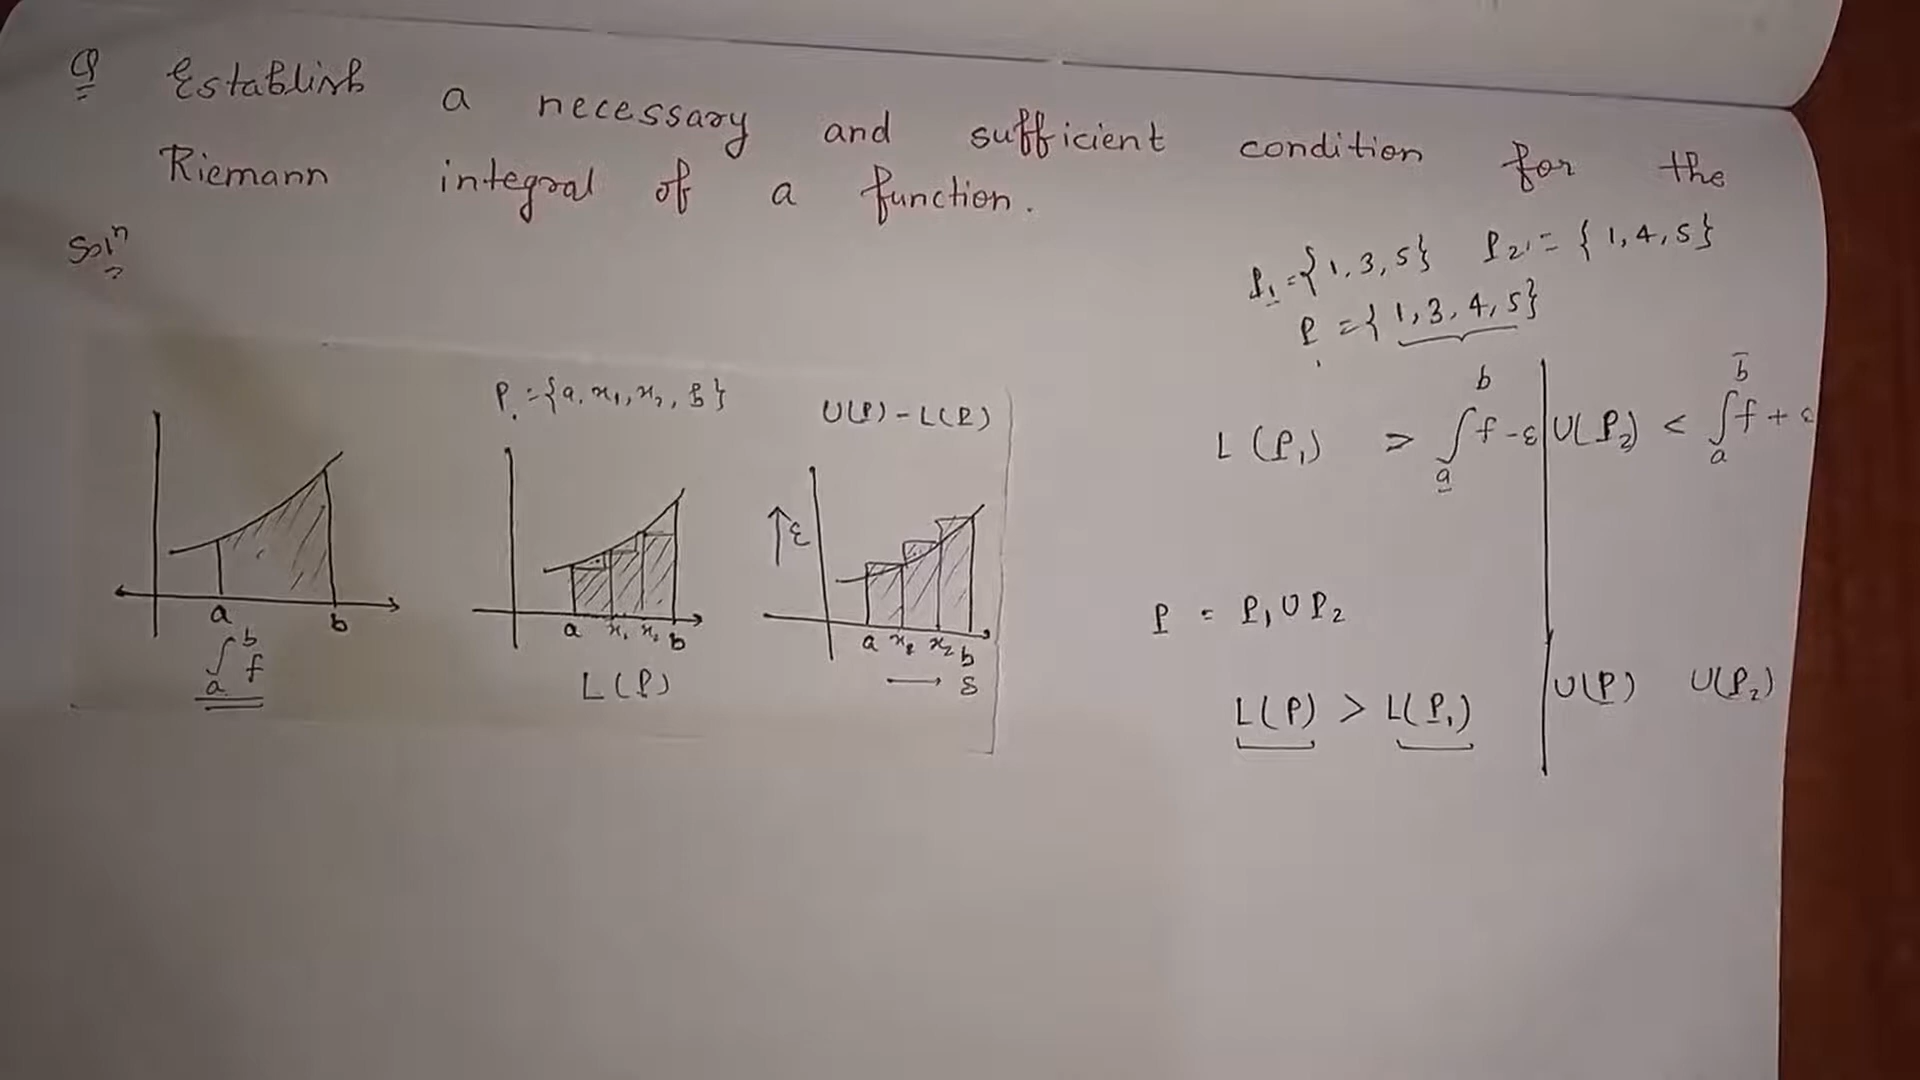 Q Establish a necessary and sufficient condition for the
Riemann integral of a function.
Solⁿ
P₁ = {1, 3, 5} P₂ = {1, 4, 5}
P = {1, 3, 4, 5}
P = {a, x₁, x₂, b}
U(P) - L(P)
a
b
∫ₐᵇ f
a x₁ x₂ b
L(P)
ε
a x₁ x₂ b
→ δ
L(P₁) > ∫ₐᵇ f - ε
U(P₂) < ∫ₐᵇ̄ f + ε
P = P₁ ∪ P₂
L(P) > L(P₁)
U(P) U(P₂)